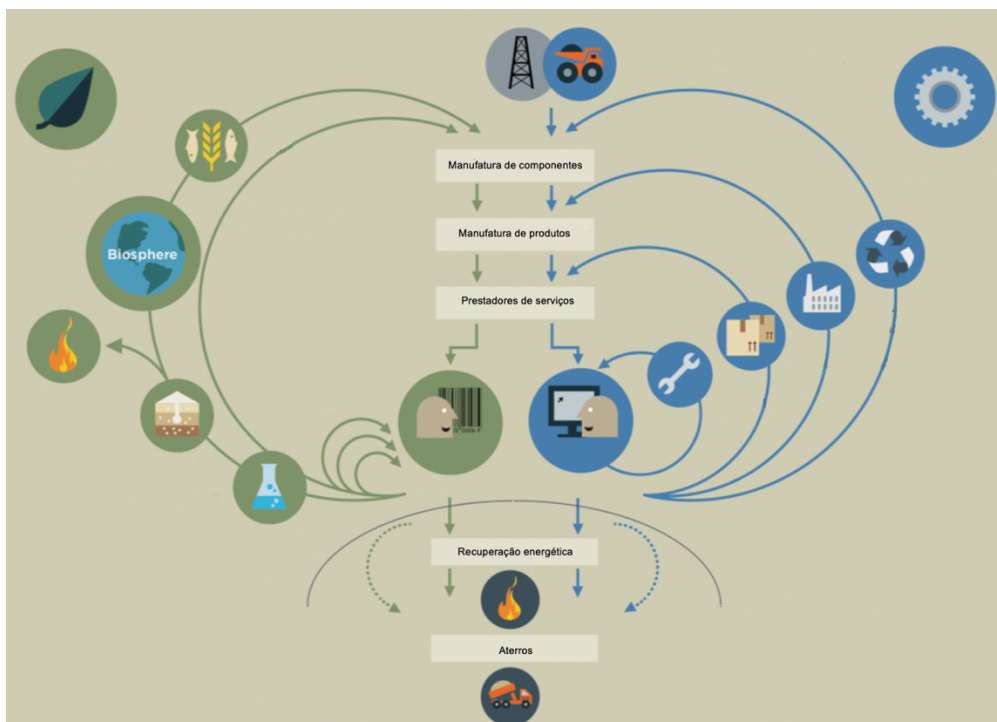 Manufatura de componentes
Biosphere
Manufatura de produtos
Prestadores de serviços
Recuperação energética
Aterros